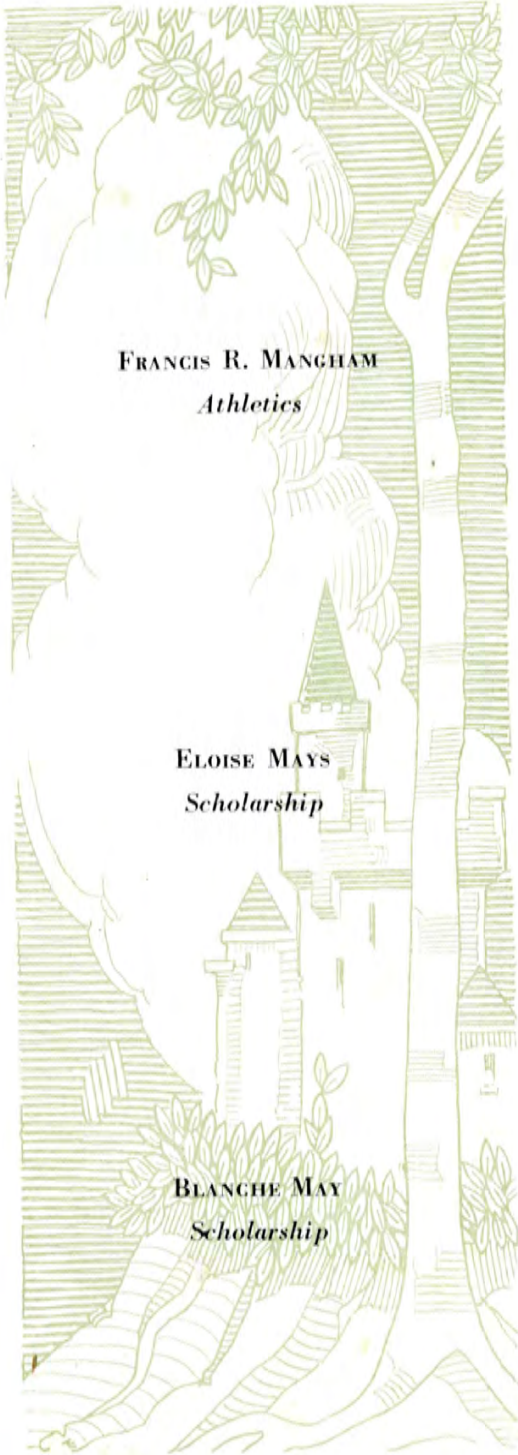 Francis R. Mangham
Athletics
Eloise Mays
Scholarship
Blanche May
Scholarship